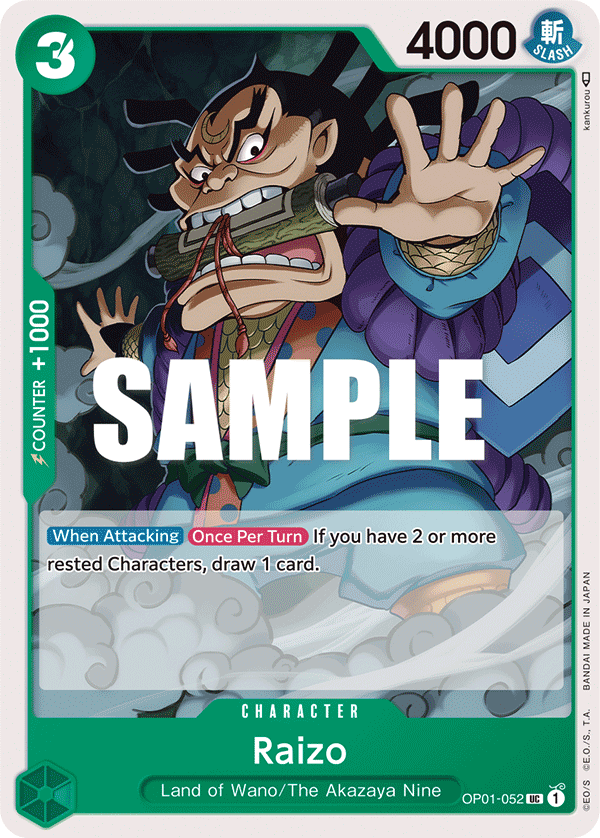 3
4000
斬
SLASH
kankurou
COUNTER +1000
SAMPLE
When Attacking Once Per Turn If you have 2 or more
rested Characters, draw 1 card.
CHARACTER
Raizo
Land of Wano/The Akazaya Nine
OP01-052 UC 1
©EO/S ©E.O./S., T.A. BANDAI MADE IN JAPAN